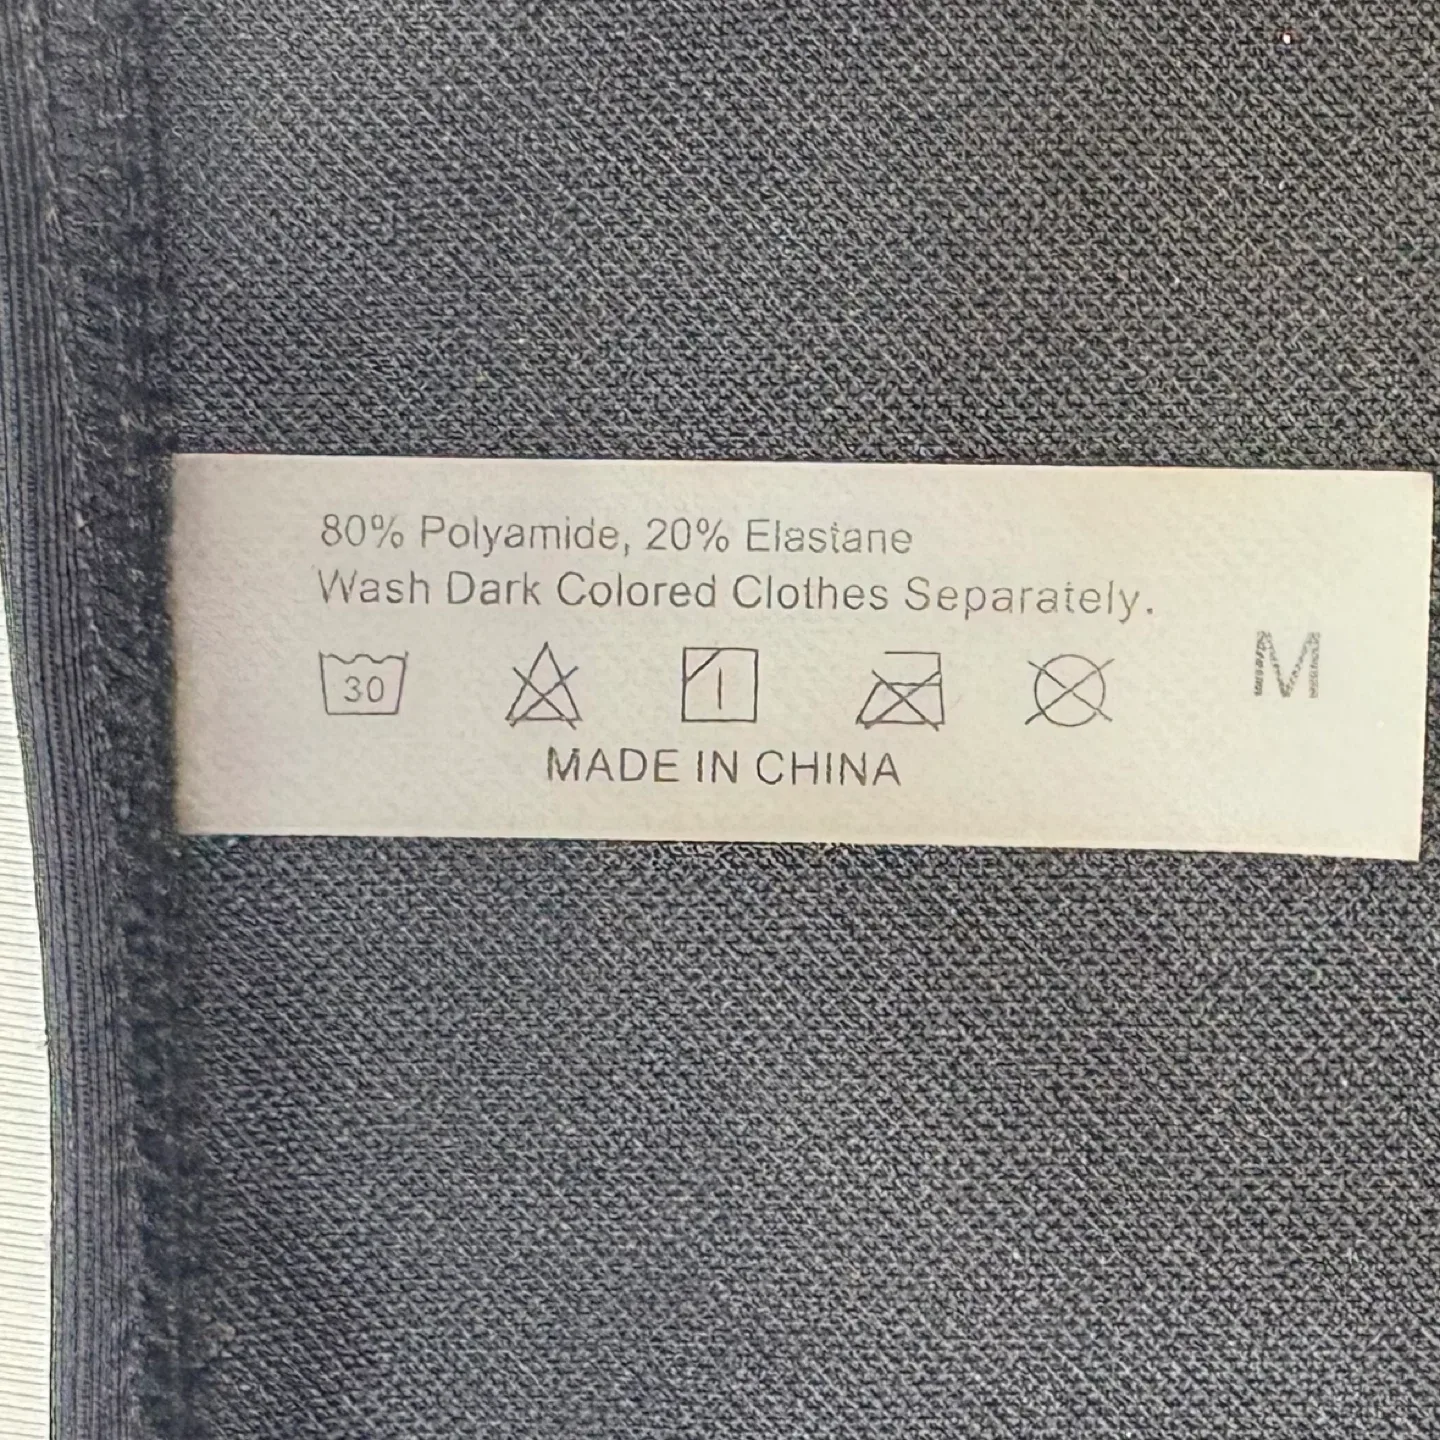 80% Polyamide, 20% Elastane
Wash Dark Colored Clothes Separately.
30
M
MADE IN CHINA